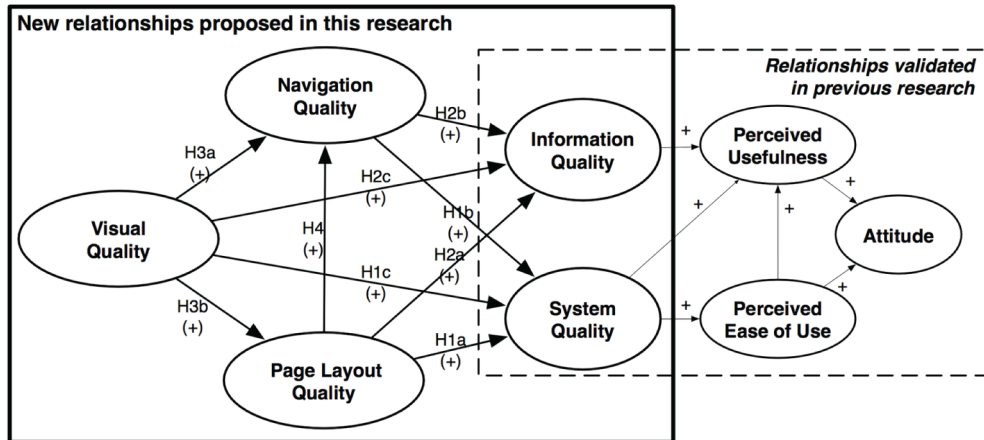 New relationships proposed in this research
Relationships validated
in previous research
Navigation
Quality
H2b
(+)
Information
Quality
+
Perceived
Usefulness
H3a
(+)
H2c
(+)
+
+
Visual
Quality
H4
(+)
H1b
(+)
H2a
(+)
+
Attitude
H1c
(+)
H3b
(+)
System
Quality
+
Perceived
Ease of Use
+
Page Layout
Quality
H1a
(+)